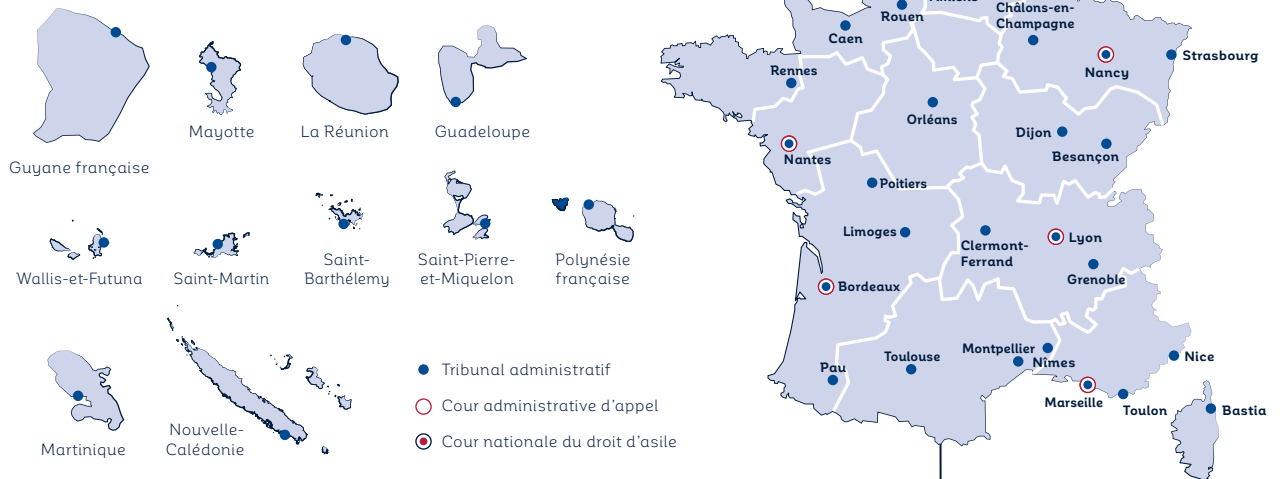 Guyane française
Mayotte
La Réunion
Guadeloupe
Wallis-et-Futuna
Saint-Martin
Saint-
Barthélemy
Saint-Pierre-
et-Miquelon
Polynésie
française
Martinique
Nouvelle-
Calédonie
Tribunal administratif
Cour administrative d’appel
Cour nationale du droit d’asile
Rouen
Caen
Châlons-en-
Champagne
Strasbourg
Nancy
Rennes
Orléans
Dijon
Besançon
Nantes
Poitiers
Limoges
Clermont-
Ferrand
Lyon
Grenoble
Bordeaux
Montpellier
Nîmes
Toulouse
Pau
Nice
Marseille
Toulon
Bastia